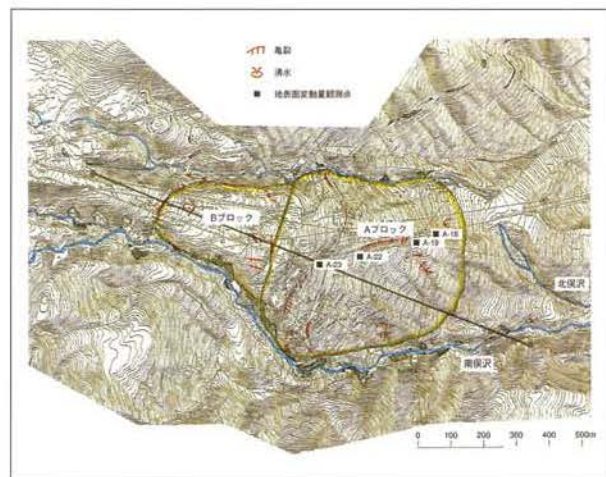 亀裂
湧水
地表面変動量観測点
Bブロック
Aブロック
A-18
A-19
A-22
A-23
北俣沢
南俣沢
0 100 200 300 400 500m